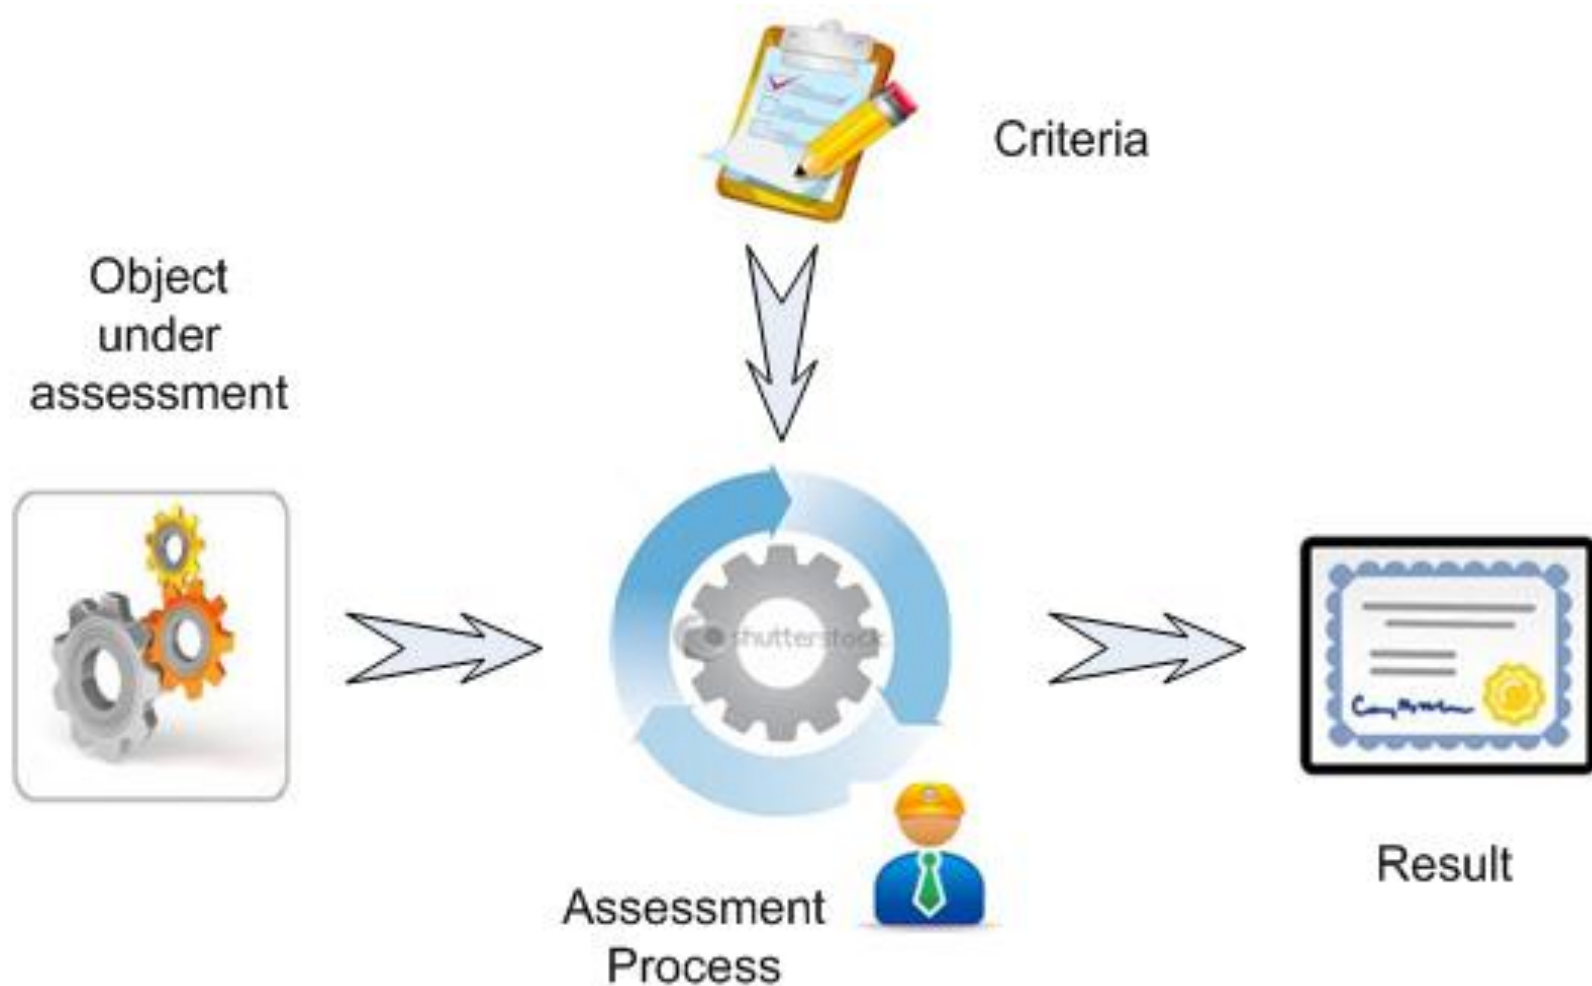 Criteria
Object
under
assessment
shutterstock
Assessment
Process
Result